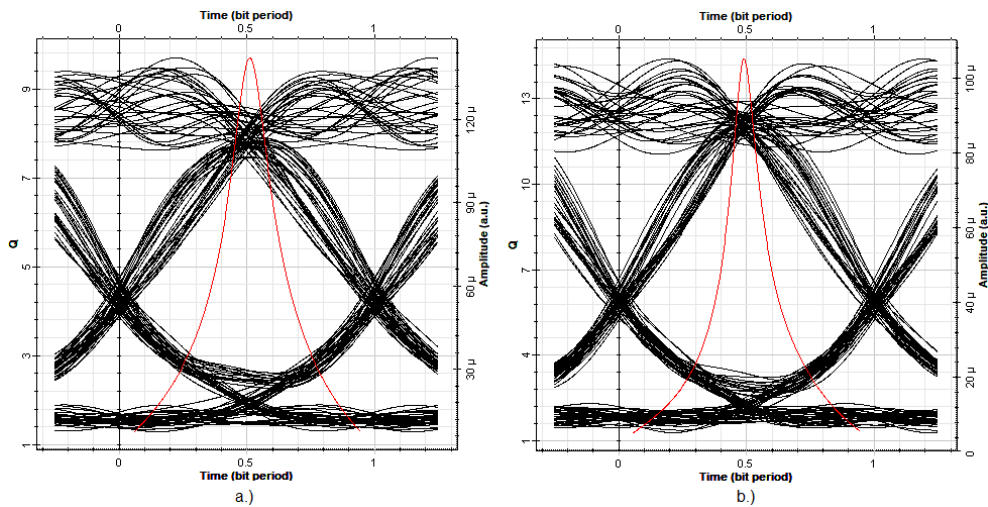 Time (bit period)
0 0.5 1
Q
9
7
5
3
1
Amplitude (a.u.)
120 µ
90 µ
60 µ
30 µ
0 0.5 1
Time (bit period)
a.)
Time (bit period)
0 0.5 1
Q
13
10
7
4
1
Amplitude (a.u.)
100 µ
80 µ
60 µ
40 µ
20 µ
0
0 0.5 1
Time (bit period)
b.)